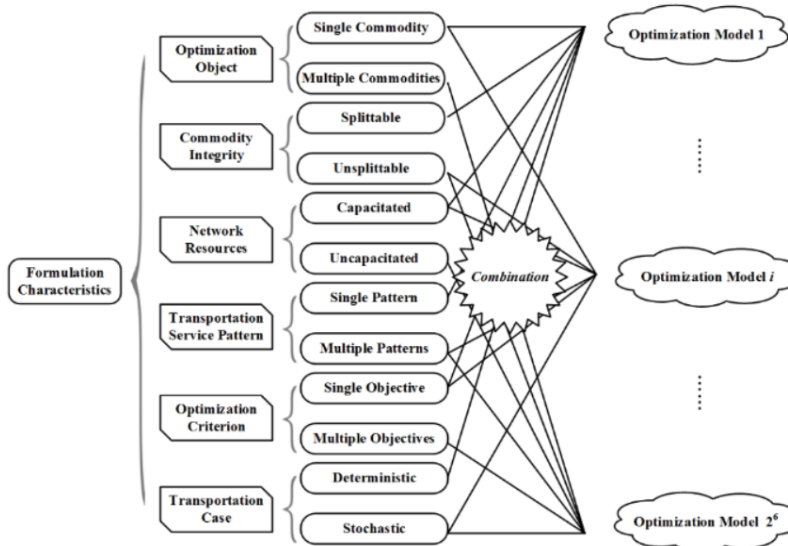 Formulation
Characteristics
Optimization
Object
Commodity
Integrity
Network
Resources
Transportation
Service Pattern
Optimization
Criterion
Transportation
Case
Single Commodity
Multiple Commodities
Splittable
Unsplittable
Capacitated
Uncapacitated
Single Pattern
Multiple Patterns
Single Objective
Multiple Objectives
Deterministic
Stochastic
Combination
Optimization Model 1
Optimization Model i
Optimization Model 2⁶